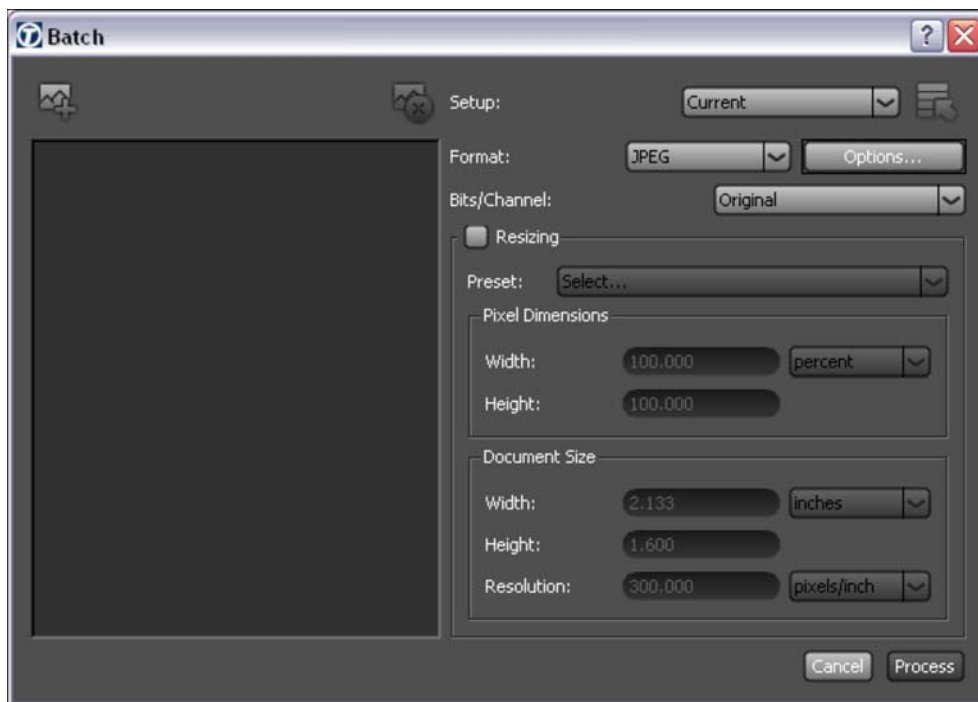 Batch
Setup: Current
Format: JPEG Options...
Bits/Channel: Original
Resizing
Preset: Select...
Pixel Dimensions
Width: 100.000 percent
Height: 100.000
Document Size
Width: 2.133 inches
Height: 1.600
Resolution: 300.000 pixels/inch
Cancel Process